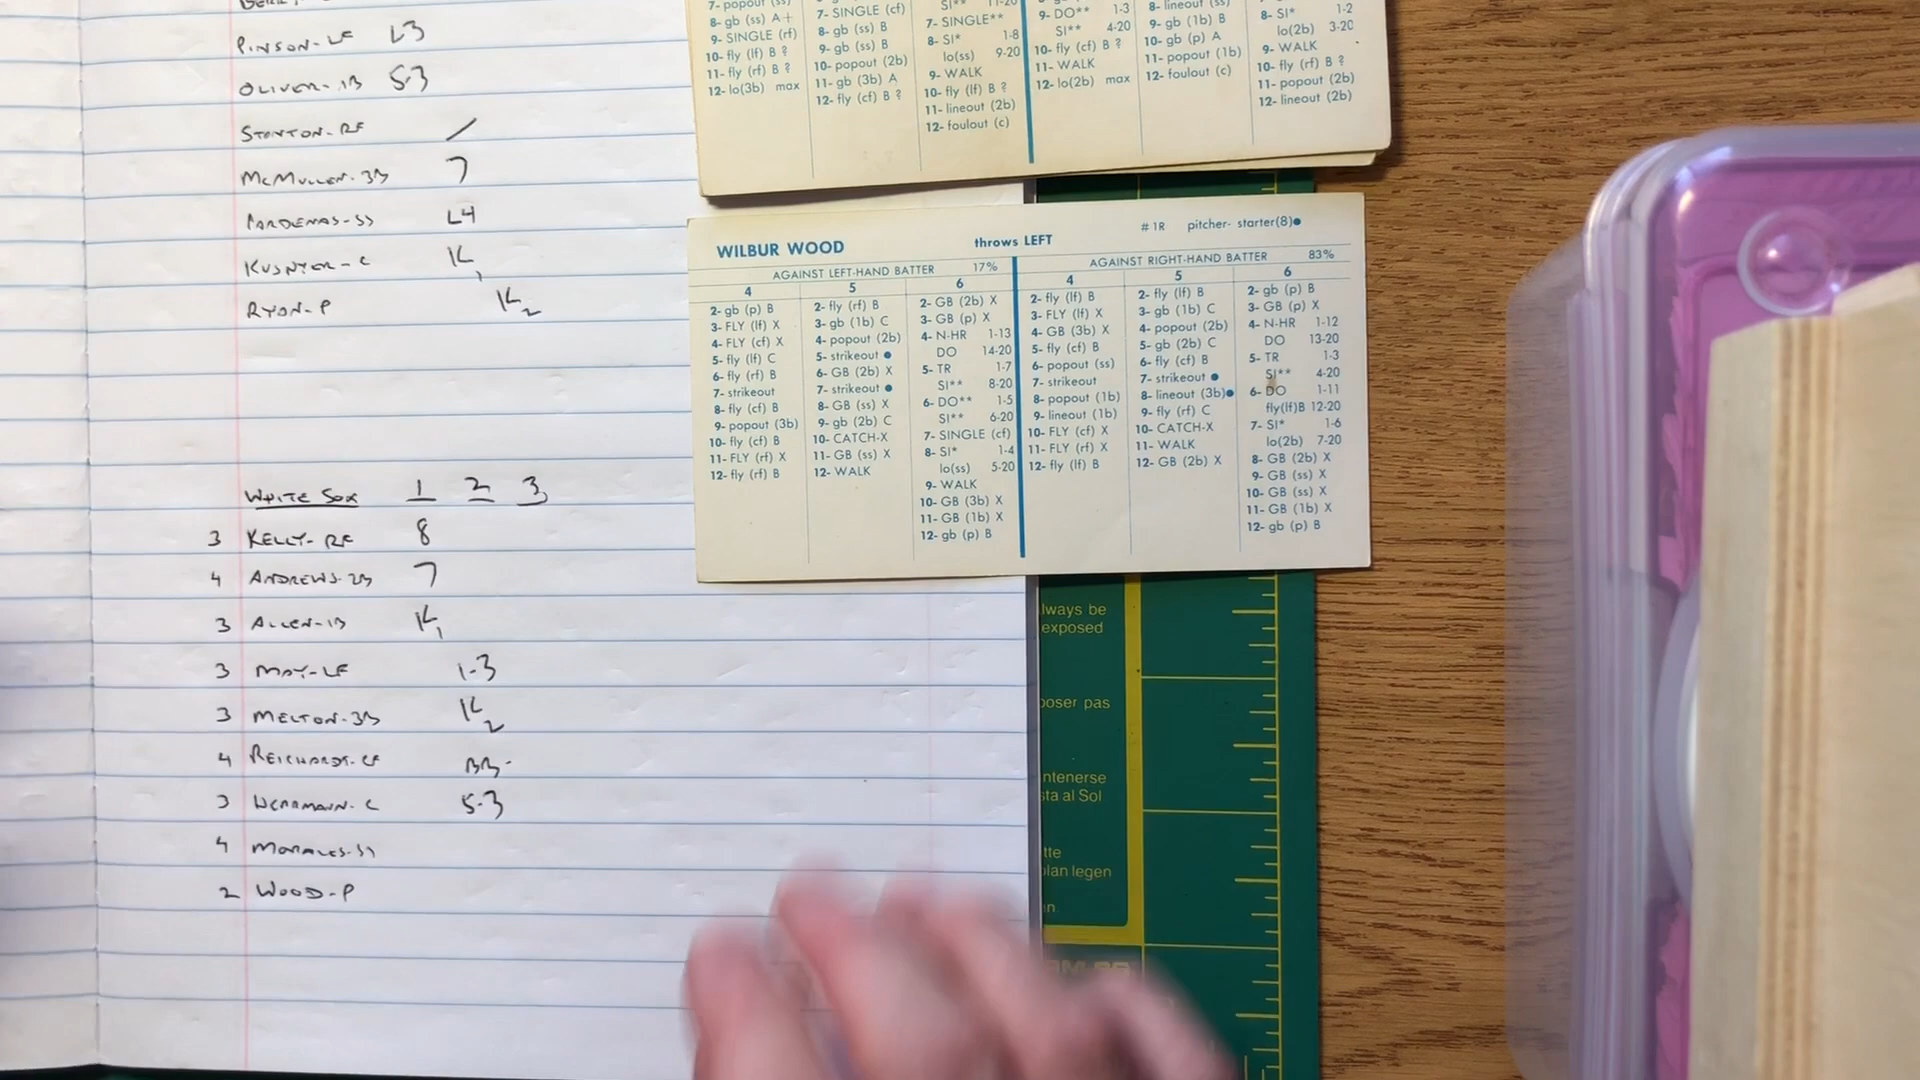 PINSON-LF L3
OLIVER-1B 5-3
STANTON-RF /
McMULLEN-3B 7
CARDENAS-SS L4
KUSNYER-C K1
RYAN-P K2
WHITE SOX 1 2 3
3 KELLY-RF 8
4 ANDREWS-2B 7
3 ALLEN-1B K1
3 MAY-LF 1-3
3 MELTON-3B K2
4 REICHARDT-CF BB-
3 HERRMANN-C 5-3
4 MORALES-SS
2 WOOD-P
8- gb (ss) A+
9- SINGLE (rf)
10- fly (lf) B ?
11- fly (rf) B ?
12- lo(3b) max
7- SINGLE (cf)
8- gb (ss) B
9- gb (ss) B
10- popout (2b)
11- gb (3b) A
12- fly (cf) B ?
7- SINGLE**
8- SI* 1-8
lo(ss) 9-20
9- WALK
10- fly (lf) B ?
11- lineout (2b)
12- foulout (c)
9- DO** 1-3
SI** 4-20
10- fly (cf) B ?
11- WALK
12- lo(2b) max
8- lineout (ss)
9- gb (1b) B
10- gb (p) A
11- popout (1b)
12- foulout (c)
8- SI* 1-2
lo(2b) 3-20
9- WALK
10- fly (rf) B ?
11- popout (2b)
12- lineout (2b)
WILBUR WOOD throws LEFT #1R pitcher- starter(8)●
AGAINST LEFT-HAND BATTER 17%
4 5 6
2- gb (p) B
3- FLY (lf) X
4- FLY (cf) X
5- fly (lf) C
6- fly (rf) B
7- strikeout
8- fly (cf) B
9- popout (3b)
10- fly (cf) B
11- FLY (rf) X
12- fly (rf) B
2- fly (rf) B
3- gb (1b) C
4- popout (2b)
5- strikeout ●
6- GB (2b) X
7- strikeout ●
8- GB (ss) X
9- gb (2b) C
10- CATCH-X
11- GB (ss) X
12- WALK
2- GB (2b) X
3- GB (p) X
4- N-HR 1-13
DO 14-20
5- TR 1-7
SI** 8-20
6- DO** 1-5
SI** 6-20
7- SINGLE (cf)
8- SI* 1-4
lo(ss) 5-20
9- WALK
10- GB (3b) X
11- GB (1b) X
12- gb (p) B
AGAINST RIGHT-HAND BATTER 83%
4 5 6
2- fly (lf) B
3- FLY (lf) X
4- GB (3b) X
5- fly (cf) B
6- popout (ss)
7- strikeout
8- popout (1b)
9- lineout (1b)
10- FLY (cf) X
11- FLY (rf) X
12- fly (lf) B
2- fly (lf) B
3- gb (1b) C
4- popout (2b)
5- gb (2b) C
6- fly (cf) B
7- strikeout ●
8- lineout (3b)●
9- fly (rf) C
10- CATCH-X
11- WALK
12- GB (2b) X
2- gb (p) B
3- GB (p) X
4- N-HR 1-12
DO 13-20
5- TR 1-3
SI** 4-20
6- DO 1-11
fly(lf)B 12-20
7- SI* 1-6
lo(2b) 7-20
8- GB (2b) X
9- GB (ss) X
10- GB (ss) X
11- GB (1b) X
12- gb (p) B
lways be
exposed
poser pas
ntenerse
sta al Sol
tte
plan legen